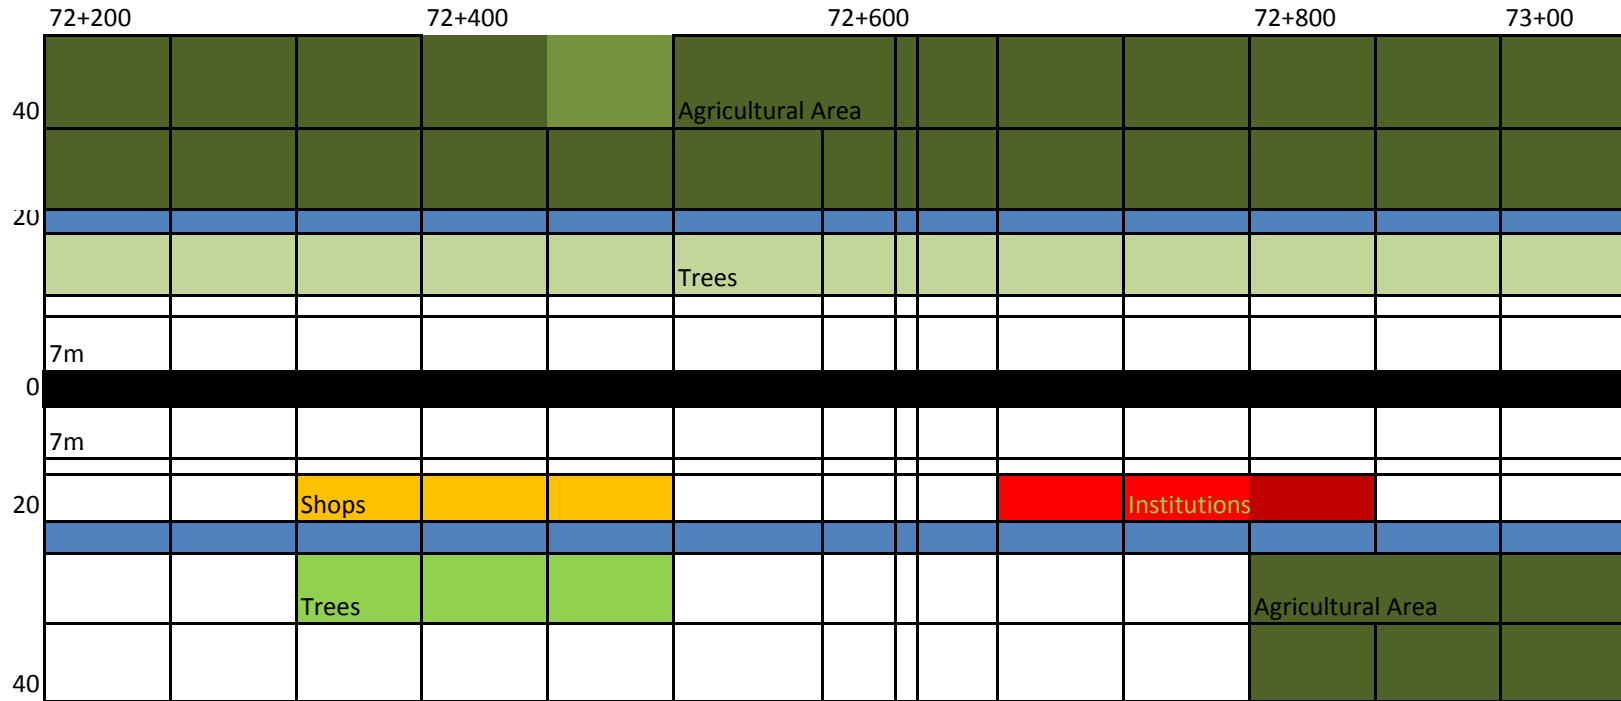 72+200 72+400 72+600 72+800 73+00
40 Agricultural Area
20
Trees
7m
0
7m
20 Shops Institutions
Trees Agricultural Area
40